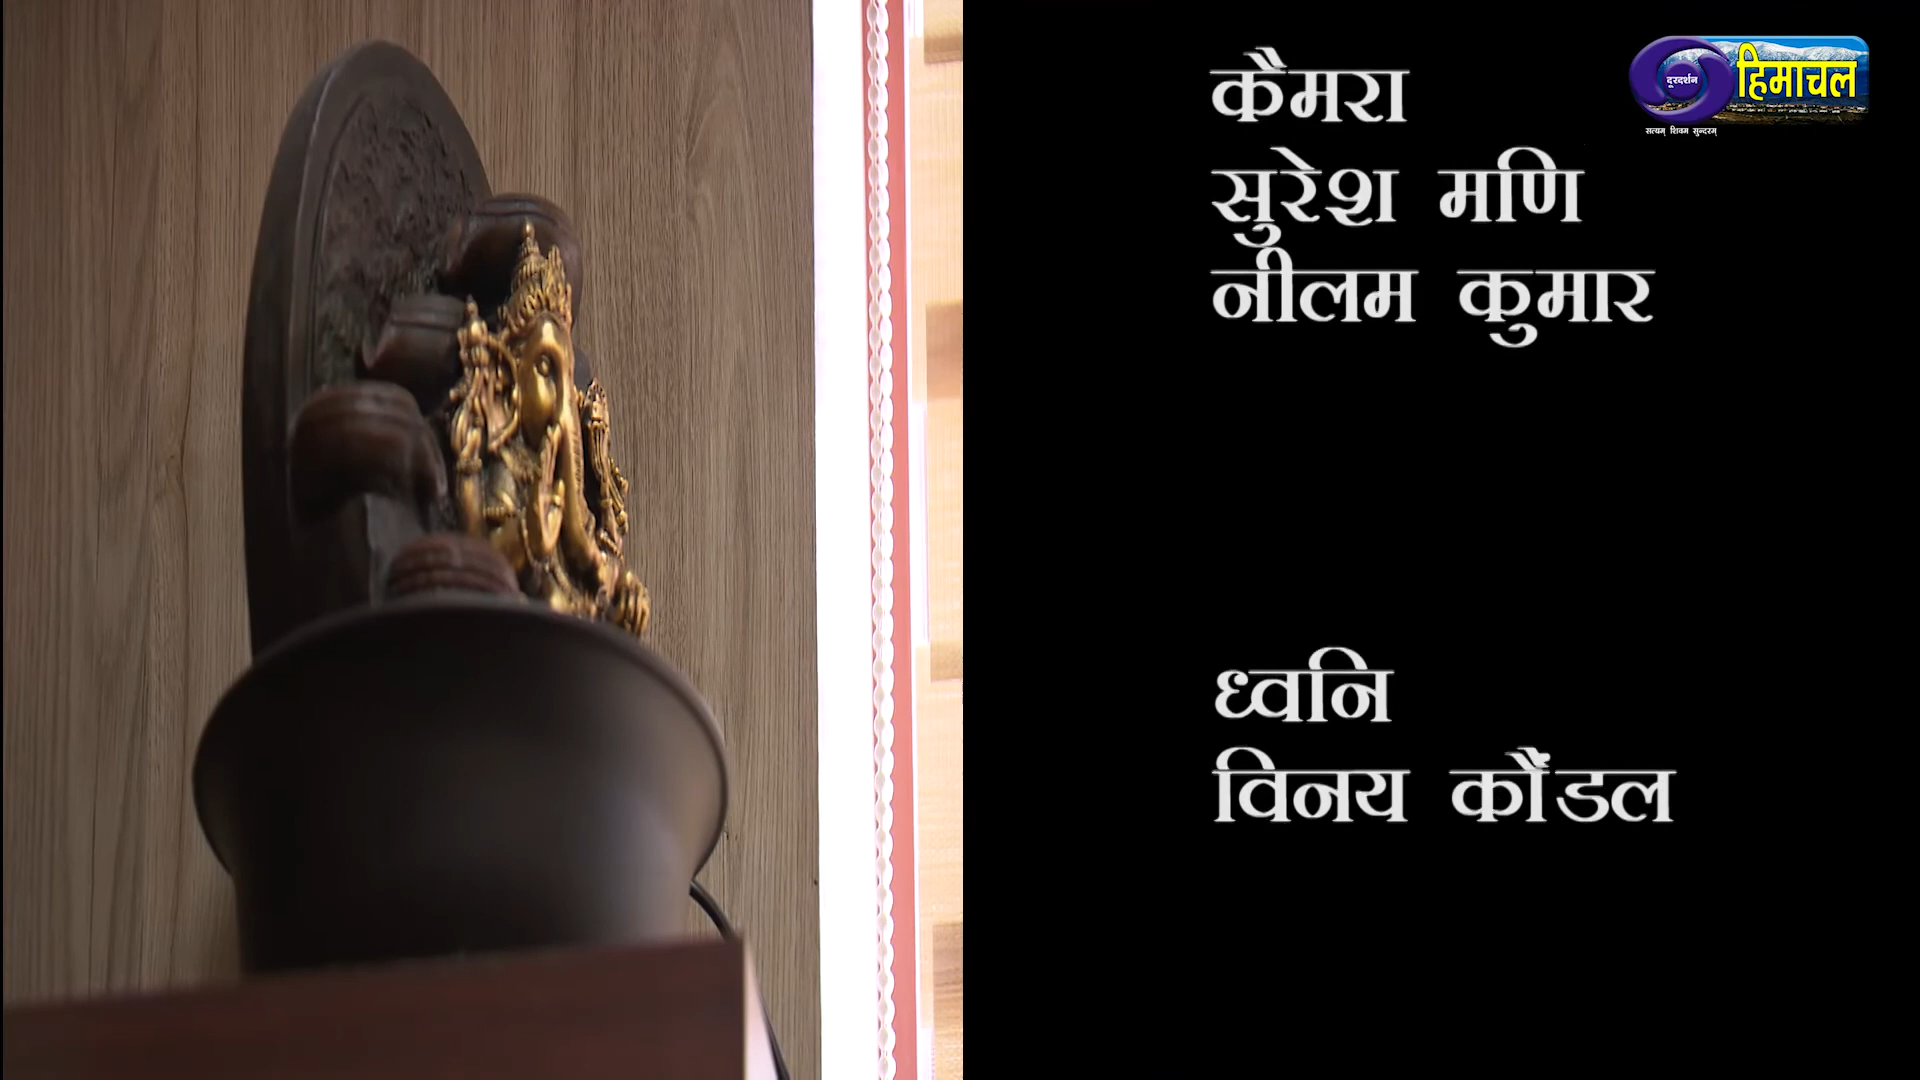 कैमरा
सुरेश मणि
नीलम कुमार
ध्वनि
विनय कौंडल
दूरदर्शन
हिमाचल
सत्यम् शिवम सुन्दरम्